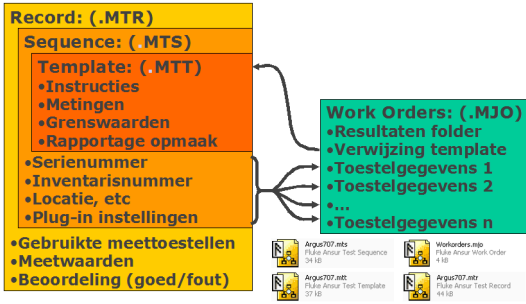 Record: (.MTR)
Sequence: (.MTS)
Template: (.MTT)
•Instructies
•Metingen
•Grenswaarden
•Rapportage opmaak
•Serienummer
•Inventarisnummer
•Locatie, etc
•Plug-in instellingen
•Gebruikte meettoestellen
•Meetwaarden
•Beoordeling (goed/fout)
Work Orders: (.MJO)
•Resultaten folder
•Verwijzing template
•Toestelgegevens 1
•Toestelgegevens 2
•...
•Toestelgegevens n
Argus707.mts
Fluke Ansur Test Sequence
34 kB
Workorders.mjo
Fluke Ansur Work Order
4 kB
Argus707.mtt
Fluke Ansur Test Template
37 kB
Argus707.mtr
Fluke Ansur Test Record
44 kB